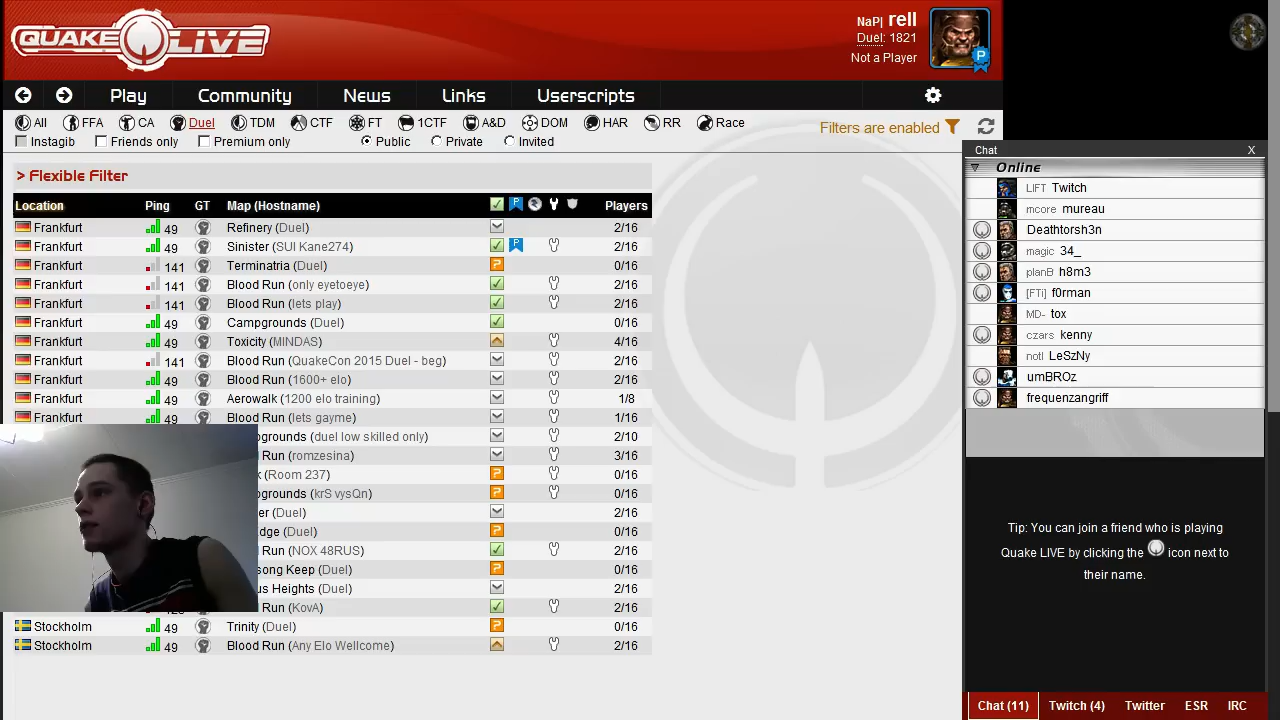 QUAKE LIVE
NaP| rell
Duel: 1821
Not a Player
Play Community News Links Userscripts
All FFA CA Duel TDM CTF FT 1CTF A&D DOM HAR RR Race
Filters are enabled
Instagib Friends only Premium only Public Private Invited
> Flexible Filter
Location Ping GT Map (Hostname) Players
Frankfurt 49 Refinery (Duel) 2/16
Frankfurt 49 Sinister (SUI Kane274) 2/16
Frankfurt 141 Terminatria (Duel) 0/16
Frankfurt 141 Blood Run (only eyetoeye) 2/16
Frankfurt 141 Blood Run (lets play) 2/16
Frankfurt 49 Campgrounds (Duel) 0/16
Frankfurt 49 Toxicity 4/16
Frankfurt 141 Blood Run (QuakeCon 2015 Duel - beg) 2/16
Frankfurt 49 Blood Run elo) 2/16
Frankfurt 49 Aerowalk (1200 elo training) 1/8
Frankfurt 49 Blood Run (lets gayme) 1/16
ogrounds (duel low skilled only) 2/10
Run (romzesina) 3/16
k (Room 237) 0/16
ogrounds (krS vysQn) 0/16
er (Duel) 2/16
dge (Duel) 0/16
Run (NOX 48RUS) 2/16
song Keep (Duel) 0/16
us Heights (Duel) 2/16
Run (KovA) 2/16
Stockholm 49 Trinity (Duel) 0/16
Stockholm 49 Blood Run (Any Elo Wellcome) 2/16
Chat X
Online
LIFT Twitch
mcore mureau
Deathtorsh3n
magic 34_
planB h8m3
[FTi] f0rman
MD- tox
czars kenny
notl LeSzNy
umBROz
frequenzangriff
Tip: You can join a friend who is playing
Quake LIVE by clicking the icon next to
their name.
Chat (11) Twitch (4) Twitter ESR IRC